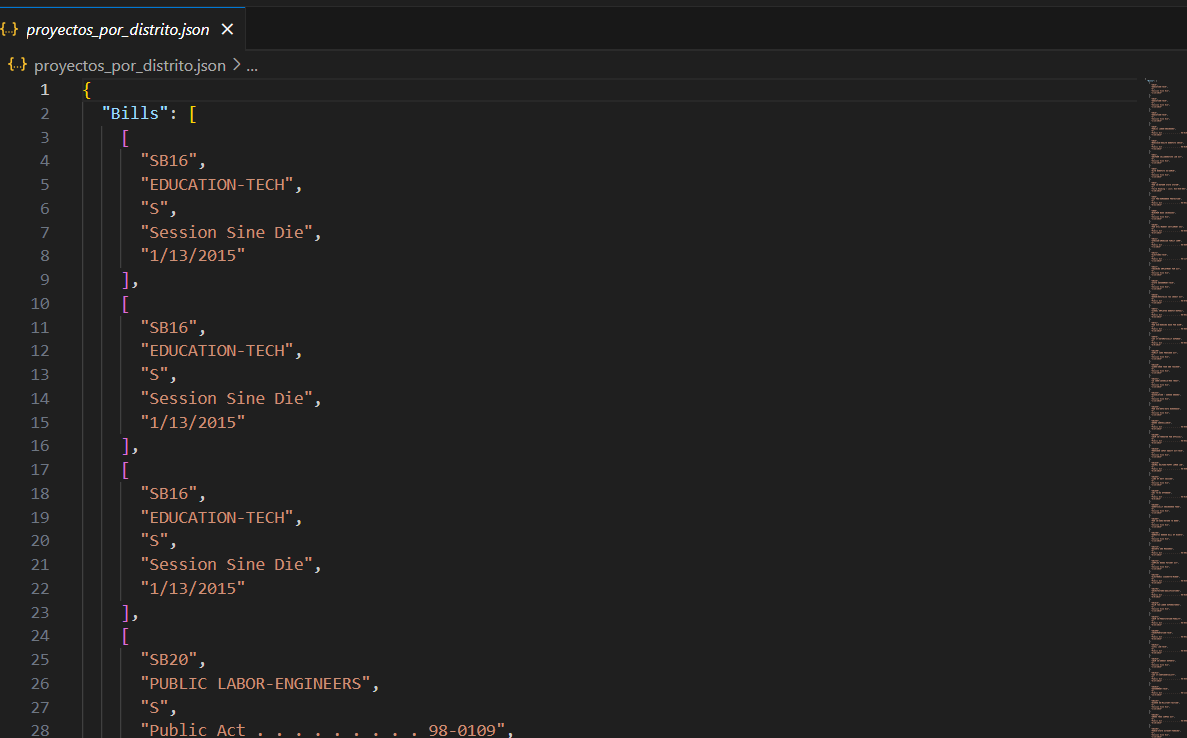 {..} proyectos_por_distrito.json ×
{..} proyectos_por_distrito.json > ...
1 {
2 "Bills": [
3 [
4 "SB16",
5 "EDUCATION-TECH",
6 "S",
7 "Session Sine Die",
8 "1/13/2015"
9 ],
10 [
11 "SB16",
12 "EDUCATION-TECH",
13 "S",
14 "Session Sine Die",
15 "1/13/2015"
16 ],
17 [
18 "SB16",
19 "EDUCATION-TECH",
20 "S",
21 "Session Sine Die",
22 "1/13/2015"
23 ],
24 [
25 "SB20",
26 "PUBLIC LABOR-ENGINEERS",
27 "S",
28 "Public Act . . . . . . . . . 98-0109",